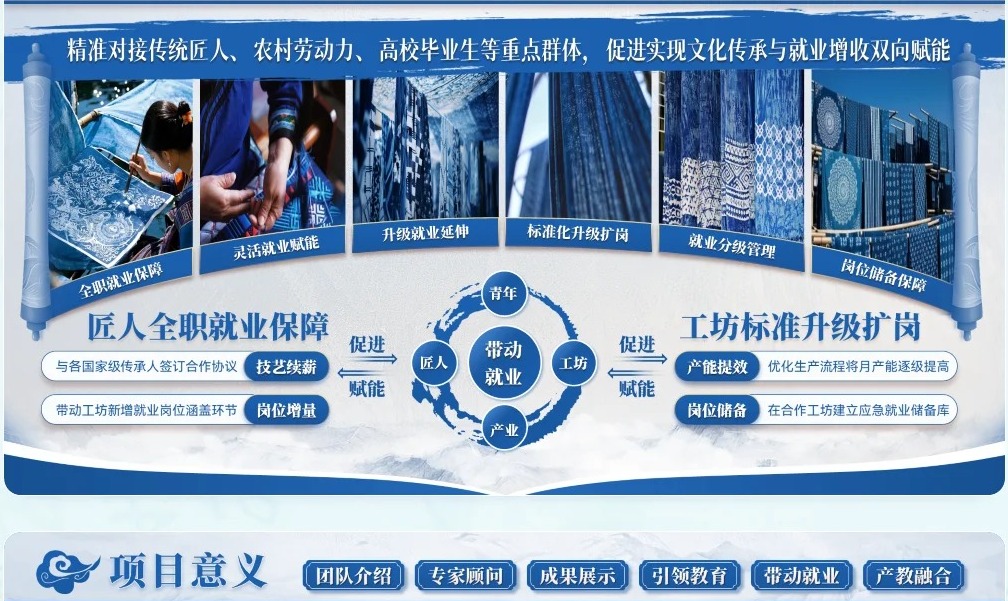 精准对接传统匠人、农村劳动力、高校毕业生等重点群体，促进实现文化传承与就业增收双向赋能
全职就业保障
灵活就业赋能
升级就业延伸
标准化升级扩岗
就业分级管理
岗位储备保障
匠人全职就业保障
与各国家级传承人签订合作协议 技艺续薪
带动工坊新增就业岗位涵盖环节 岗位增量
促进
赋能
青年
匠人
带动
就业
工坊
产业
促进
赋能
工坊标准升级扩岗
产能提效 优化生产流程将月产能逐级提高
岗位储备 在合作工坊建立应急就业储备库
项目意义
团队介绍
专家顾问
成果展示
引领教育
带动就业
产教融合